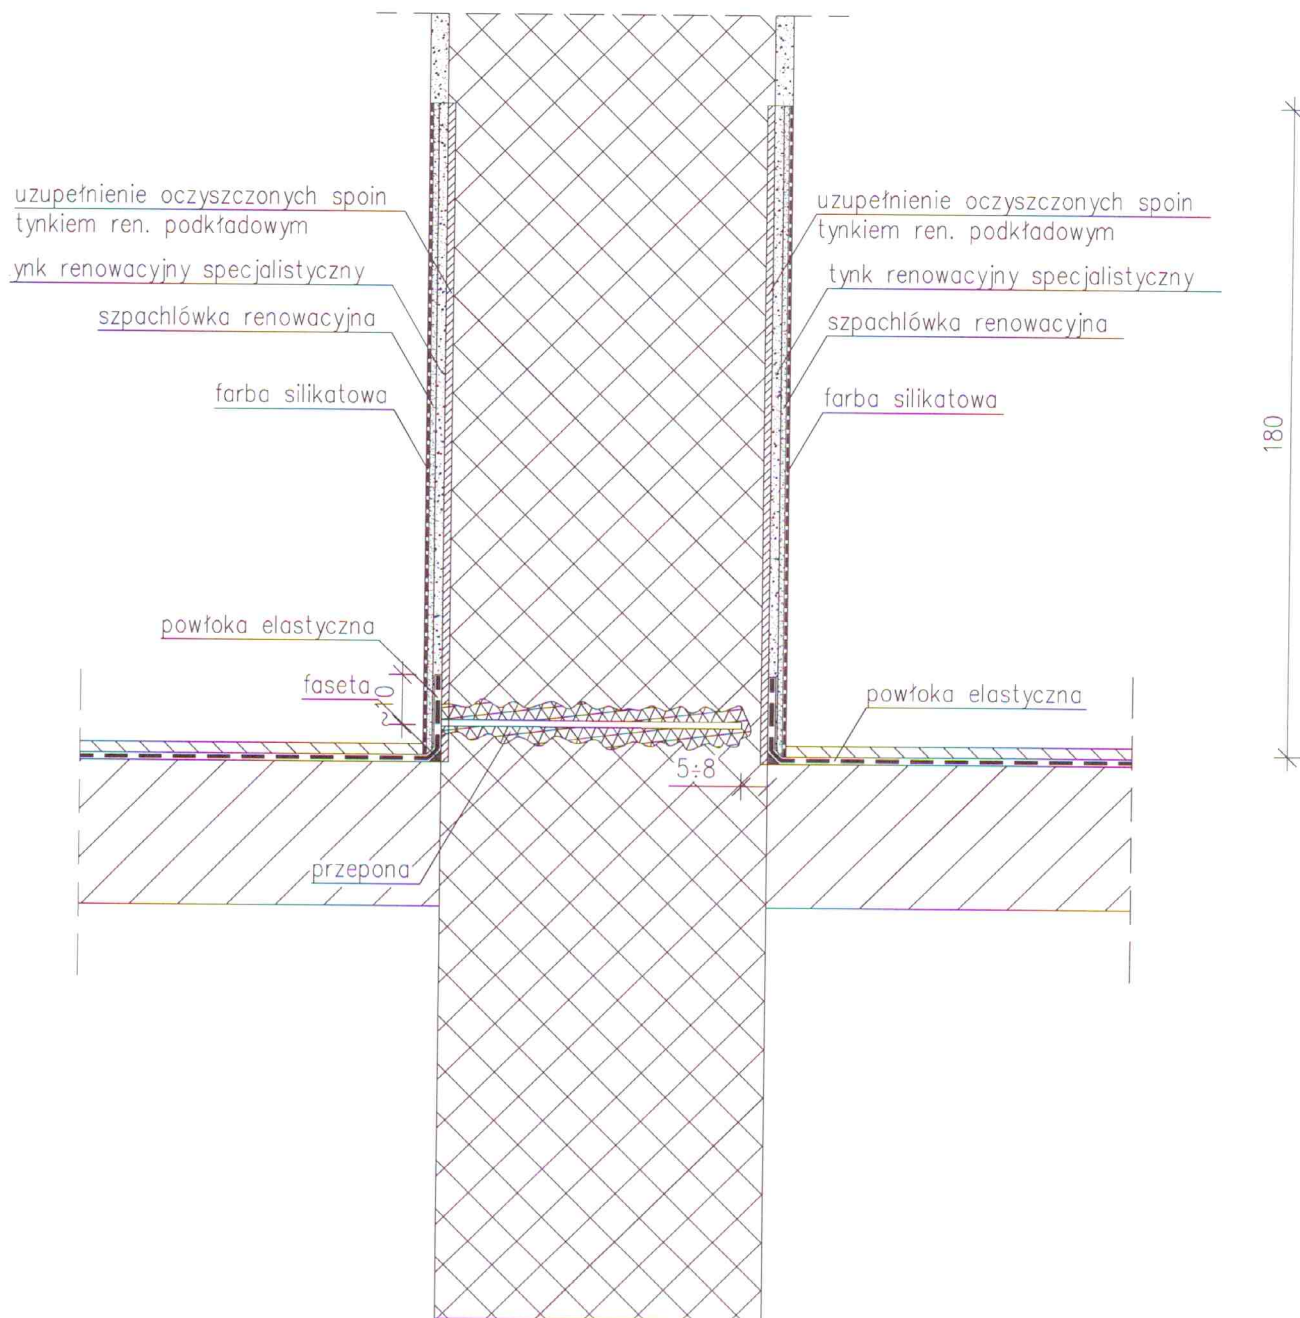 uzupełnienie oczyszczonych spoin
tynkiem ren. podkładowym
ynk renowacyjny specjalistyczny
szpachlówka renowacyjna
farba silikatowa
uzupełnienie oczyszczonych spoin
tynkiem ren. podkładowym
tynk renowacyjny specjalistyczny
szpachlówka renowacyjna
farba silikatowa
180
powłoka elastyczna
faseta
~10
powłoka elastyczna
5÷8
przepona